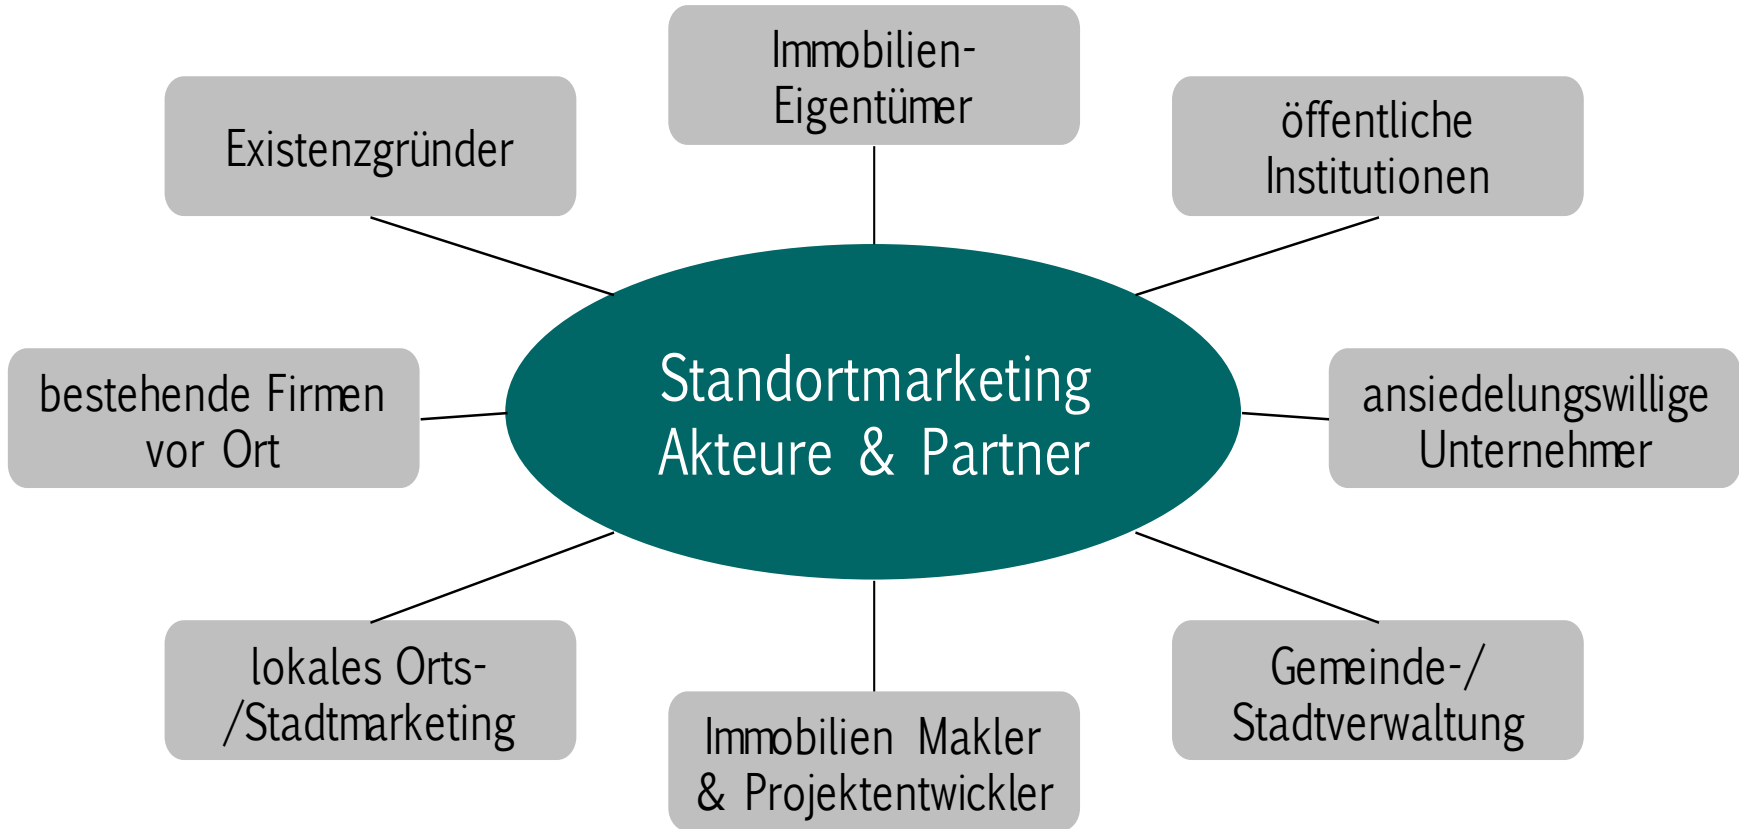 Immobilien-
Eigentümer
Existenzgründer
öffentliche
Institutionen
bestehende Firmen
vor Ort
Standortmarketing
Akteure & Partner
ansiedelungswillige
Unternehmer
lokales Orts-
/Stadtmarketing
Gemeinde-/
Stadtverwaltung
Immobilien Makler
& Projektentwickler